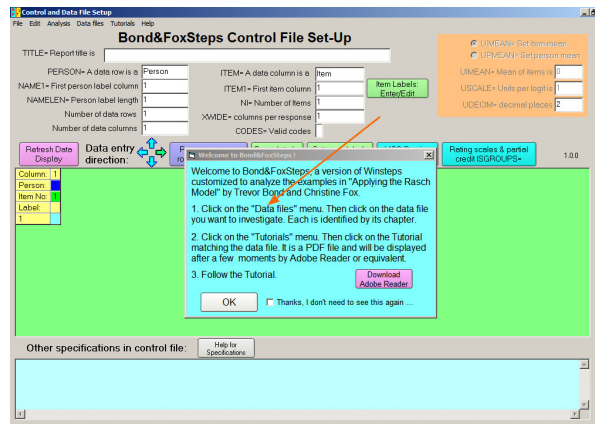 Control and Data File Setup
File Edit Analysis Data files Tutorials Help
Bond&FoxSteps Control File Set-Up
TITLE= Report title is
PERSON= A data row is a Person
ITEM= A data column is a Item
NAME1= First person label column 1
ITEM1= First item column 1
Item Labels: Enter/Edit
NAMELEN= Person label length 1
NI= Number of items 1
Number of data rows 1
XWIDE= columns per response 1
Number of data columns 1
CODES= Valid codes
UIMEAN= Set item mean
UPMEAN= Set person mean
UIMEAN= Mean of items is 0
USCALE= Units per logit is 1
UDECIM= decimal places 2
Refresh Data Display
Data entry direction:
Rating scales & partial credit ISGROUPS=
1.0.0
Column: 1
Person:
Item No: 1
Label:
1
Welcome to Bond&FoxSteps !
X
Welcome to Bond&FoxSteps, a version of Winsteps
customized to analyze the examples in "Applying the Rasch
Model" by Trevor Bond and Christine Fox.
1. Click on the "Data files" menu. Then click on the data file
you want to investigate. Each is identified by its chapter.
2. Click on the "Tutorials" menu. Then click on the Tutorial
matching the data file. It is a PDF file and will be displayed
after a few moments by Adobe Reader or equivalent.
3. Follow the Tutorial.
Download
Adobe Reader
OK
Thanks, I don't need to see this again ...
Other specifications in control file:
Help for
Specifications